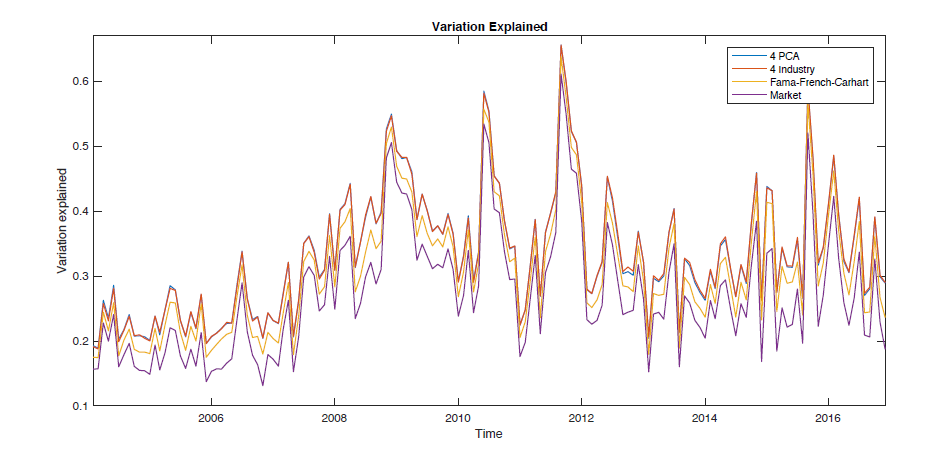 Variation Explained
4 PCA
4 Industry
Fama-French-Carhart
Market
Variation explained
0.6
0.5
0.4
0.3
0.2
0.1
2006
2008
2010
2012
2014
2016
Time